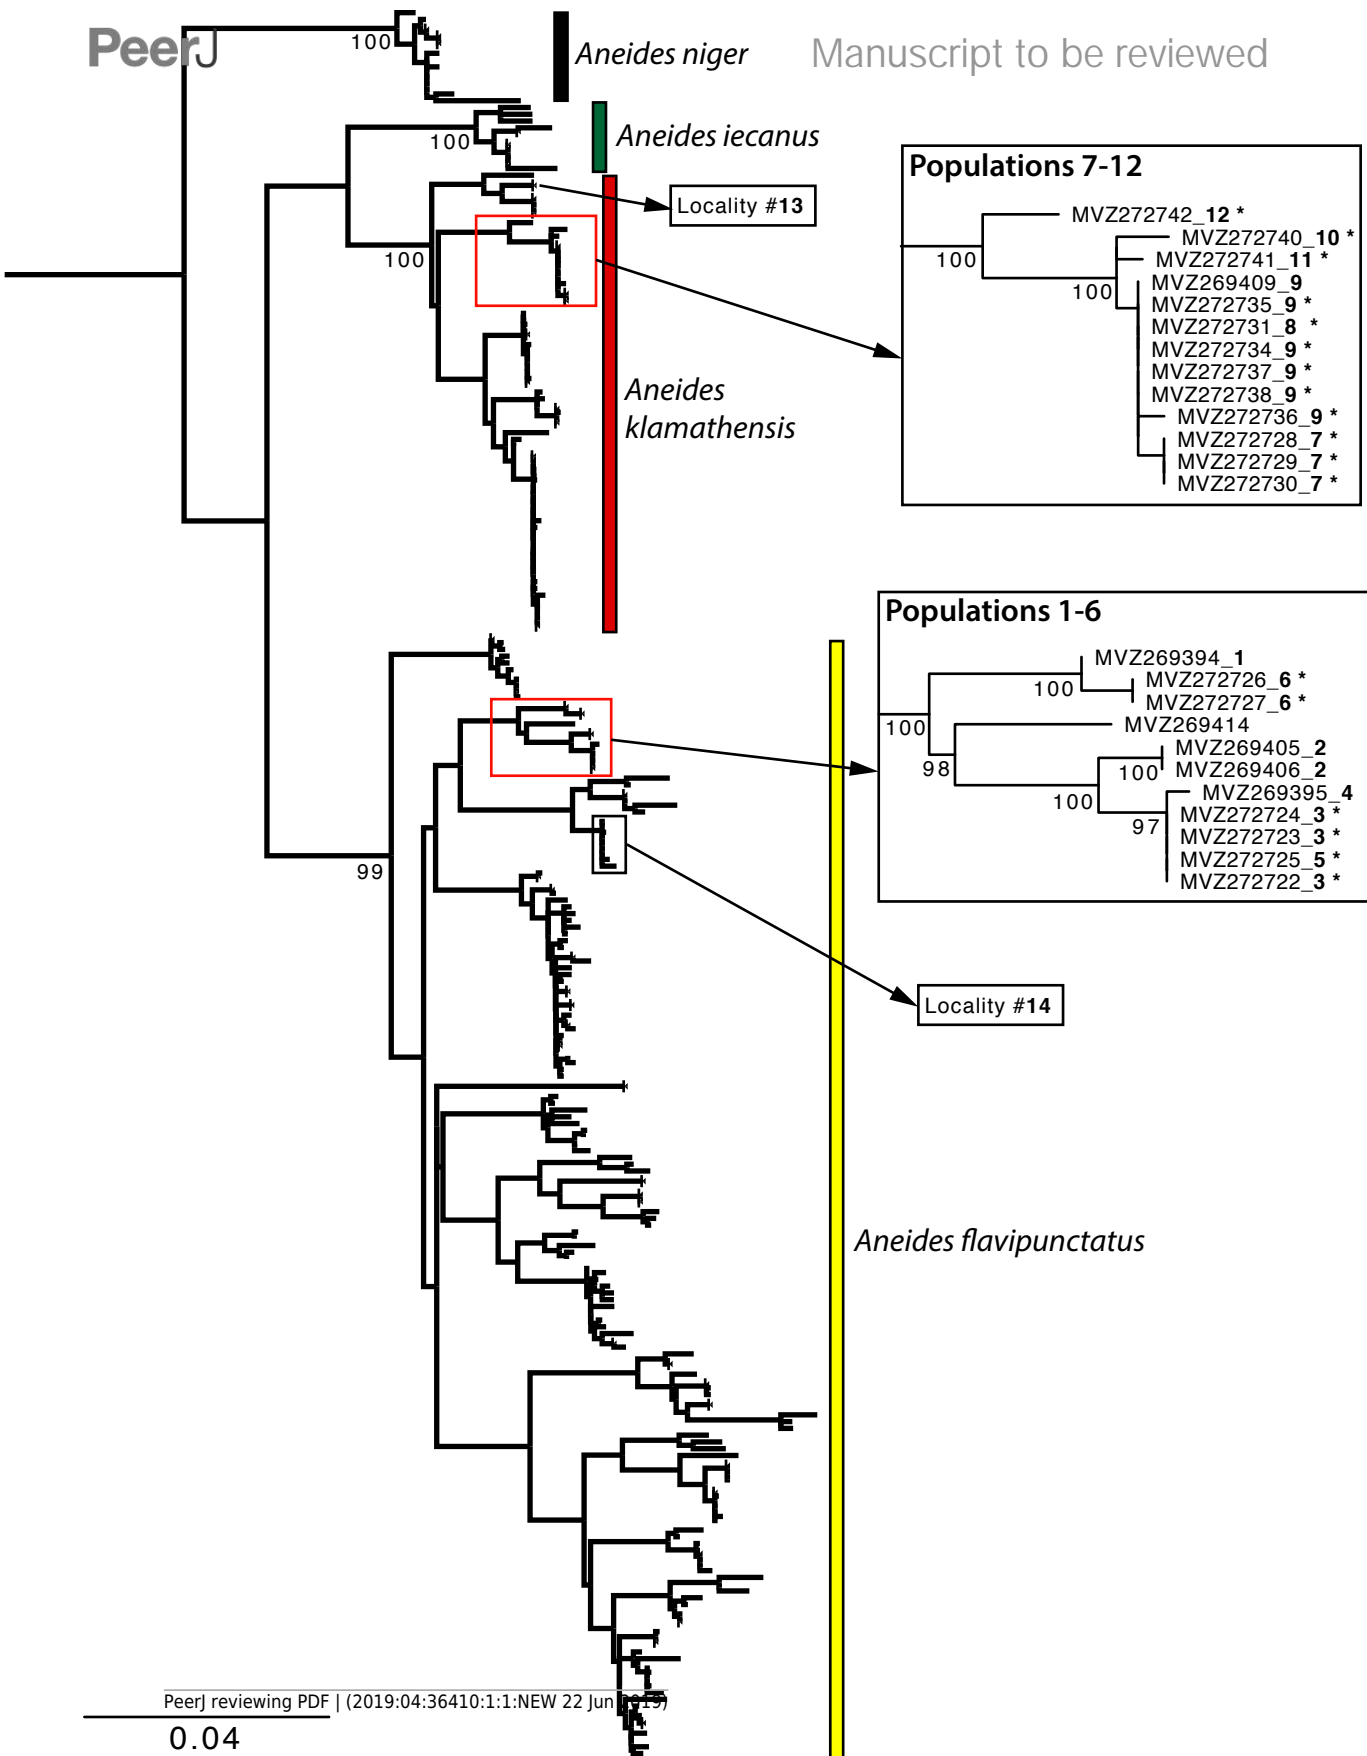 PeerJ
Manuscript to be reviewed
100
Aneides niger
100
Aneides iecanus
Locality #13
100
Aneides
klamathensis
Populations 7-12
MVZ272742_12 *
MVZ272740_10 *
100
MVZ272741_11 *
100
MVZ269409_9
MVZ272735_9 *
MVZ272731_8 *
MVZ272734_9 *
MVZ272737_9 *
MVZ272738_9 *
MVZ272736_9 *
MVZ272728_7 *
MVZ272729_7 *
MVZ272730_7 *
Populations 1-6
MVZ269394_1
MVZ272726_6 *
100
MVZ272727_6 *
100
MVZ269414
MVZ269405_2
98
100
MVZ269406_2
100
MVZ269395_4
MVZ272724_3 *
97
MVZ272723_3 *
MVZ272725_5 *
MVZ272722_3 *
99
Locality #14
Aneides flavipunctatus
PeerJ reviewing PDF | (2019:04:36410:1:1:NEW 22 Jun 2019)
0.04